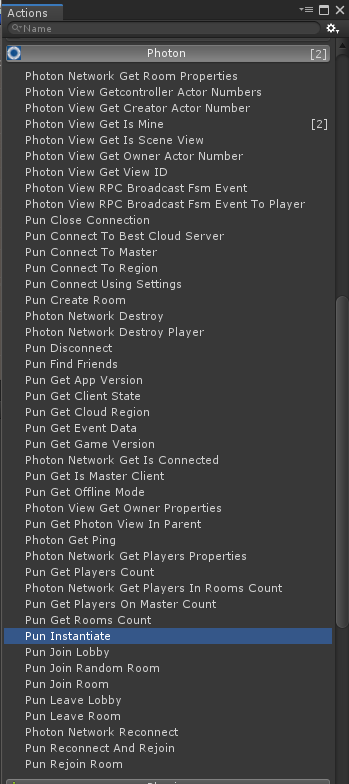 Actions
Name
Photon [2]
Photon Network Get Room Properties
Photon View Getcontroller Actor Numbers
Photon View Get Creator Actor Number
Photon View Get Is Mine [2]
Photon View Get Is Scene View
Photon View Get Owner Actor Number
Photon View Get View ID
Photon View RPC Broadcast Fsm Event
Photon View RPC Broadcast Fsm Event To Player
Pun Close Connection
Pun Connect To Best Cloud Server
Pun Connect To Master
Pun Connect To Region
Pun Connect Using Settings
Pun Create Room
Photon Network Destroy
Photon Network Destroy Player
Pun Disconnect
Pun Find Friends
Pun Get App Version
Pun Get Client State
Pun Get Cloud Region
Pun Get Event Data
Pun Get Game Version
Photon Network Get Is Connected
Pun Get Is Master Client
Pun Get Offline Mode
Photon View Get Owner Properties
Pun Get Photon View In Parent
Photon Get Ping
Photon Network Get Players Properties
Pun Get Players Count
Photon Network Get Players In Rooms Count
Pun Get Players On Master Count
Pun Get Rooms Count
Pun Instantiate
Pun Join Lobby
Pun Join Random Room
Pun Join Room
Pun Leave Lobby
Pun Leave Room
Photon Network Reconnect
Pun Reconnect And Rejoin
Pun Rejoin Room